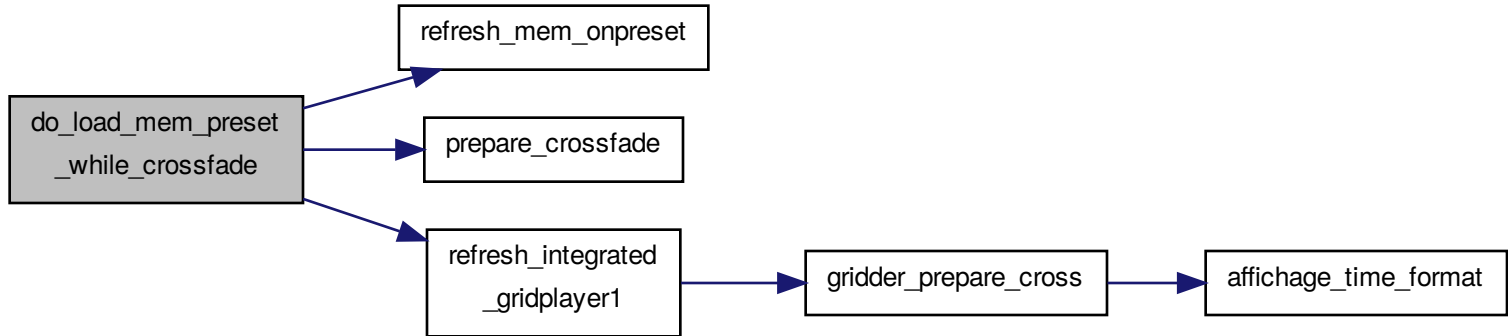 do_load_mem_preset
_while_crossfade
refresh_mem_onpreset
prepare_crossfade
refresh_integrated
_gridplayer1
gridder_prepare_cross
affichage_time_format